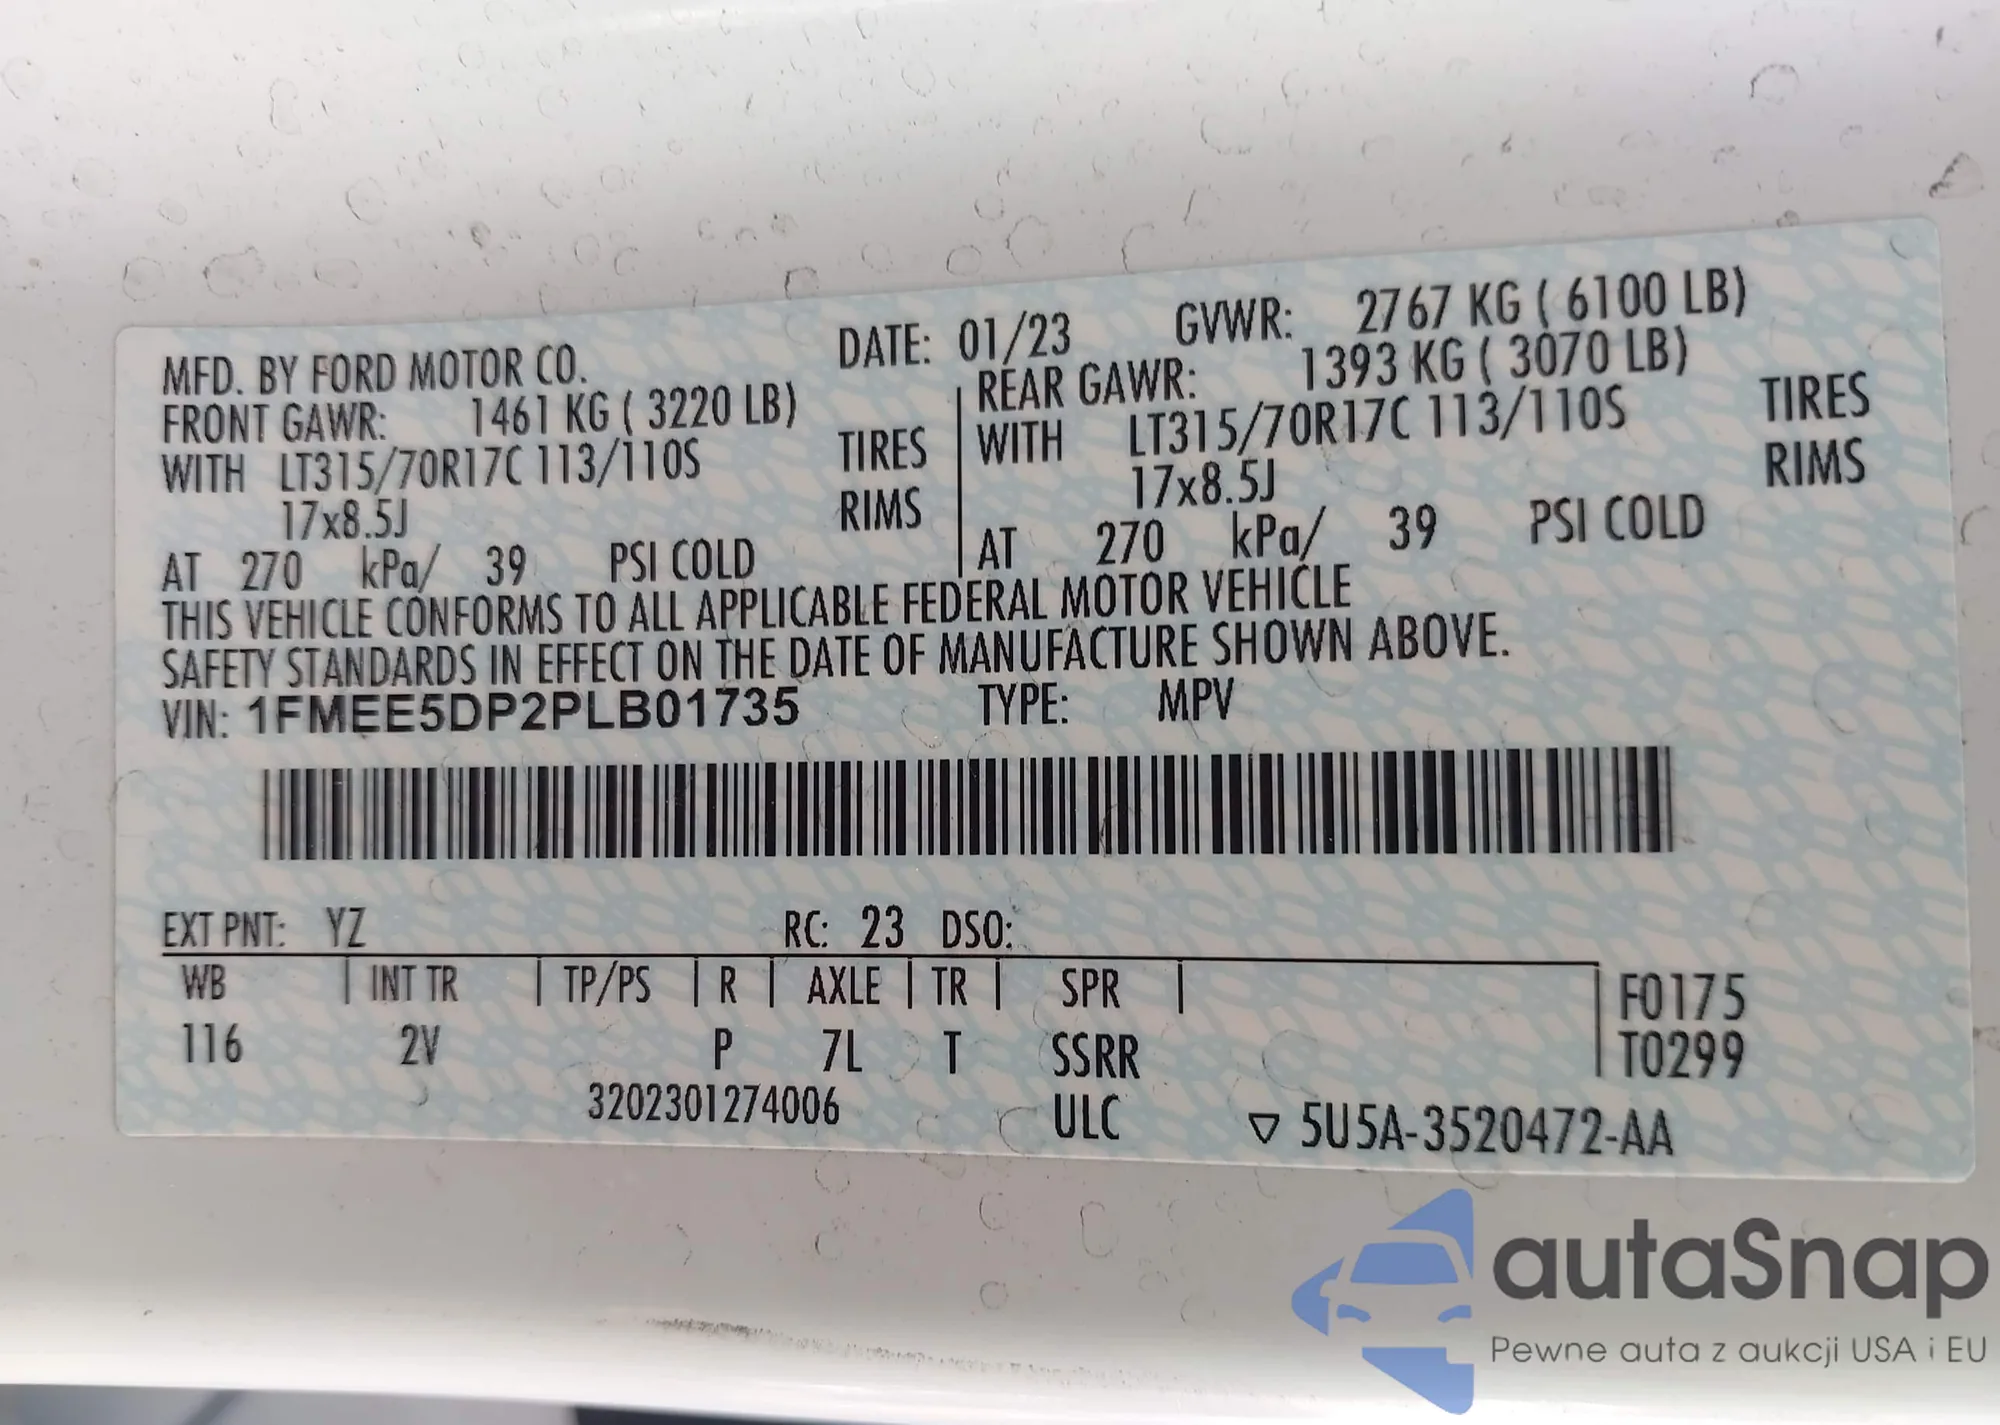 MFD. BY FORD MOTOR CO. DATE: 01/23 GVWR: 2767 KG ( 6100 LB)
FRONT GAWR: 1461 KG ( 3220 LB) REAR GAWR: 1393 KG ( 3070 LB)
WITH LT315/70R17C 113/110S TIRES WITH LT315/70R17C 113/110S TIRES
17x8.5J RIMS 17x8.5J RIMS
AT 270 kPa/ 39 PSI COLD AT 270 kPa/ 39 PSI COLD
THIS VEHICLE CONFORMS TO ALL APPLICABLE FEDERAL MOTOR VEHICLE
SAFETY STANDARDS IN EFFECT ON THE DATE OF MANUFACTURE SHOWN ABOVE.
VIN: 1FMEE5DP2PLB01735 TYPE: MPV
EXT PNT: YZ RC: 23 DSO:
WB INT TR TP/PS R AXLE TR SPR F0175
116 2V P 7L T SSRR T0299
3202301274006 ULC ▽ 5U5A-3520472-AA
autaSnap
Pewne auta z aukcji USA i EU